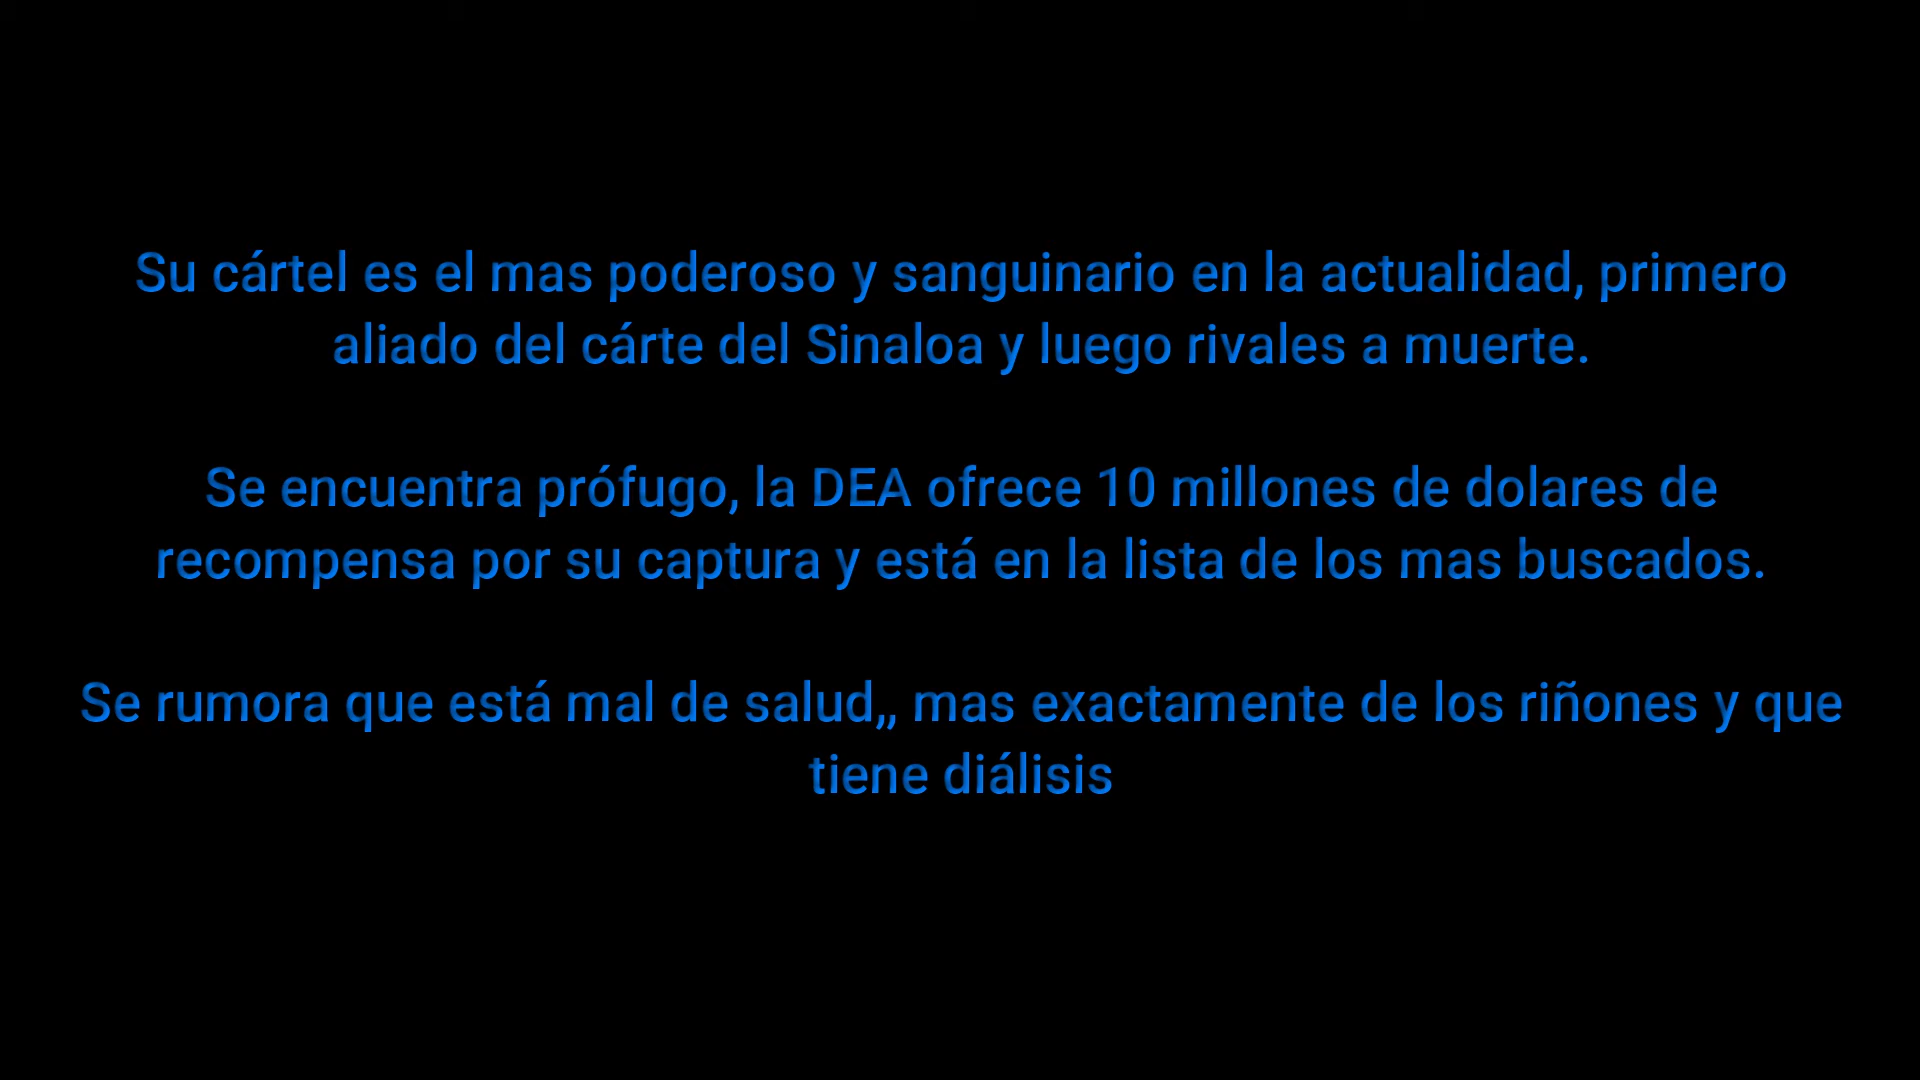 Su cártel es el mas poderoso y sanguinario en la actualidad, primero
aliado del cárte del Sinaloa y luego rivales a muerte.
Se encuentra prófugo, la DEA ofrece 10 millones de dolares de
recompensa por su captura y está en la lista de los mas buscados.
Se rumora que está mal de salud,, mas exactamente de los riñones y que
tiene diálisis